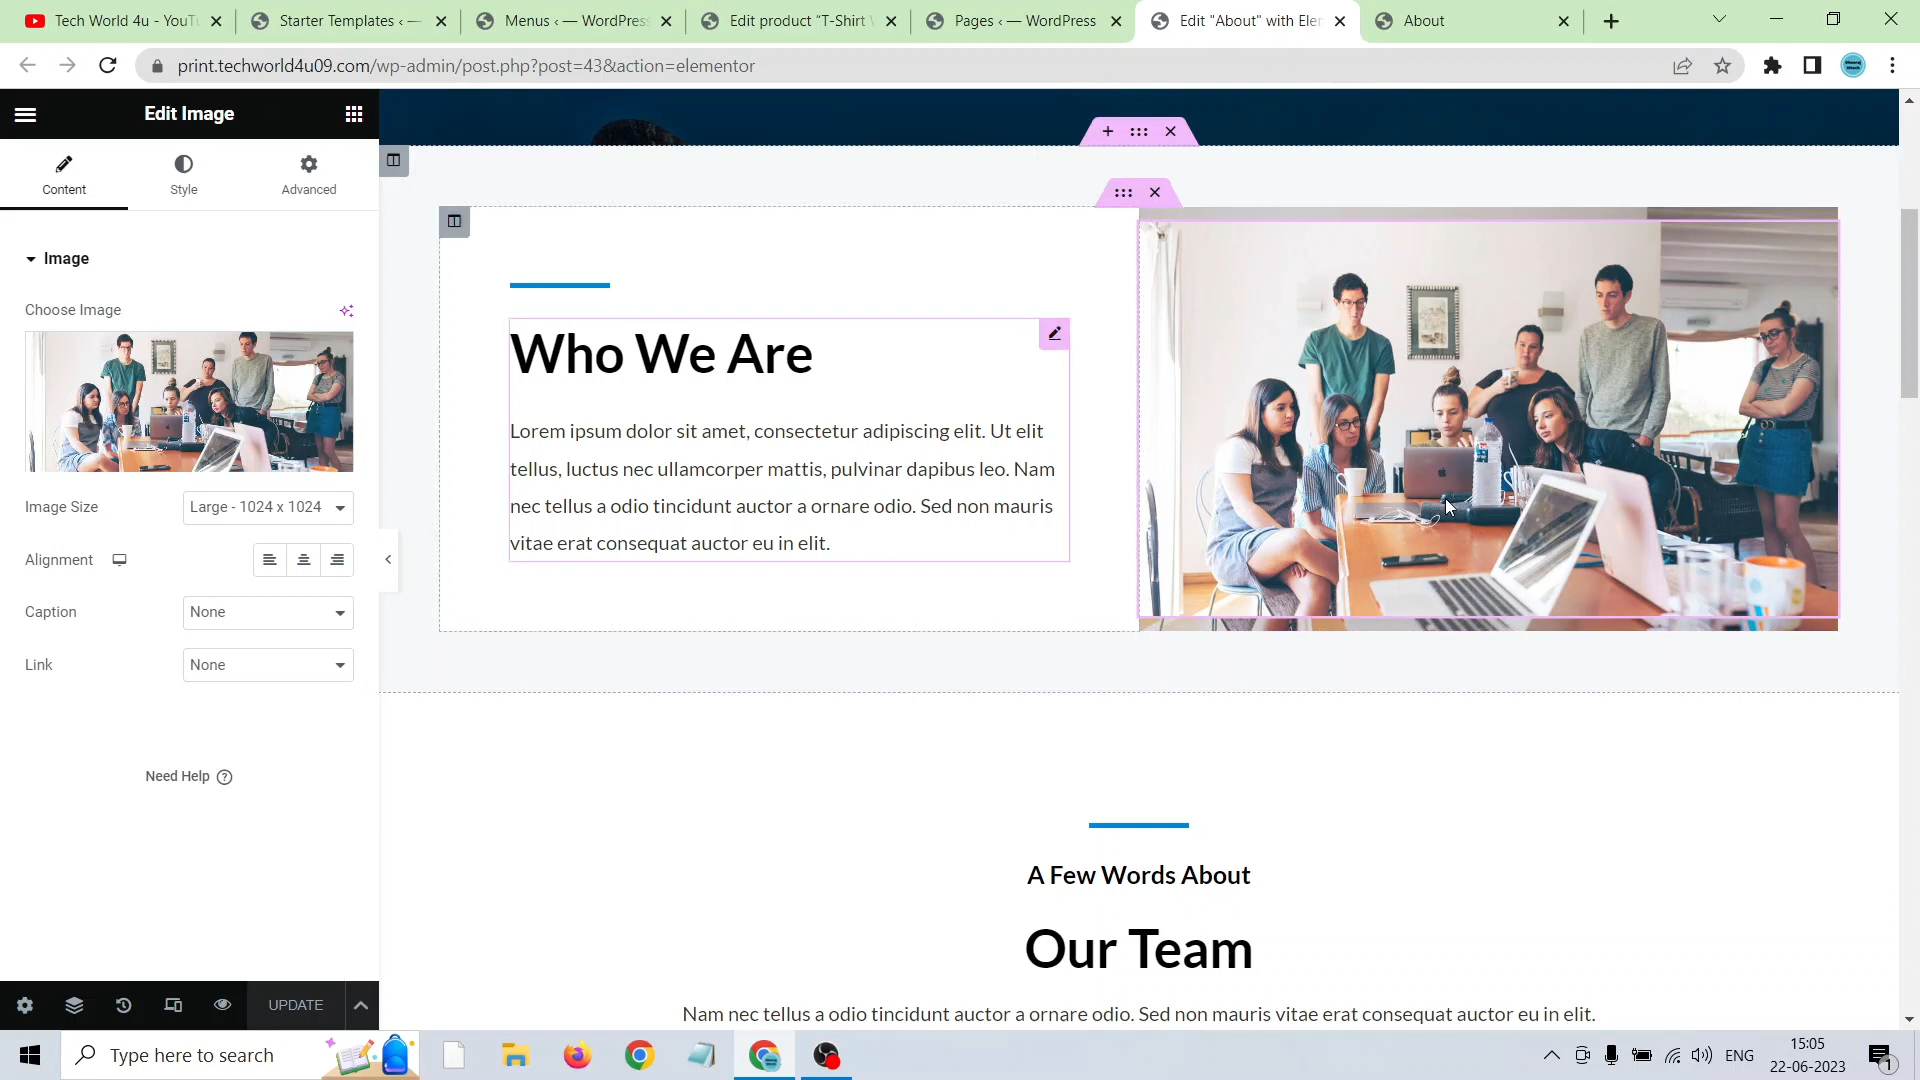 Tech World 4u - YouTu
Starter Templates ‹ —
Menus ‹ — WordPress
Edit product "T-Shirt
Pages ‹ — WordPress
Edit "About" with Elem
About
print.techworld4u09.com/wp-admin/post.php?post=43&action=elementor
Edit Image
Content
Style
Advanced
Image
Choose Image
Image Size
Large - 1024 x 1024
Alignment
Caption
None
Link
None
Need Help
UPDATE
Who We Are
Lorem ipsum dolor sit amet, consectetur adipiscing elit. Ut elit
tellus, luctus nec ullamcorper mattis, pulvinar dapibus leo. Nam
nec tellus a odio tincidunt auctor a ornare odio. Sed non mauris
vitae erat consequat auctor eu in elit.
A Few Words About
Our Team
Nam nec tellus a odio tincidunt auctor a ornare odio. Sed non mauris vitae erat consequat auctor eu in elit.
Type here to search
ENG
15:05
22-06-2023
1